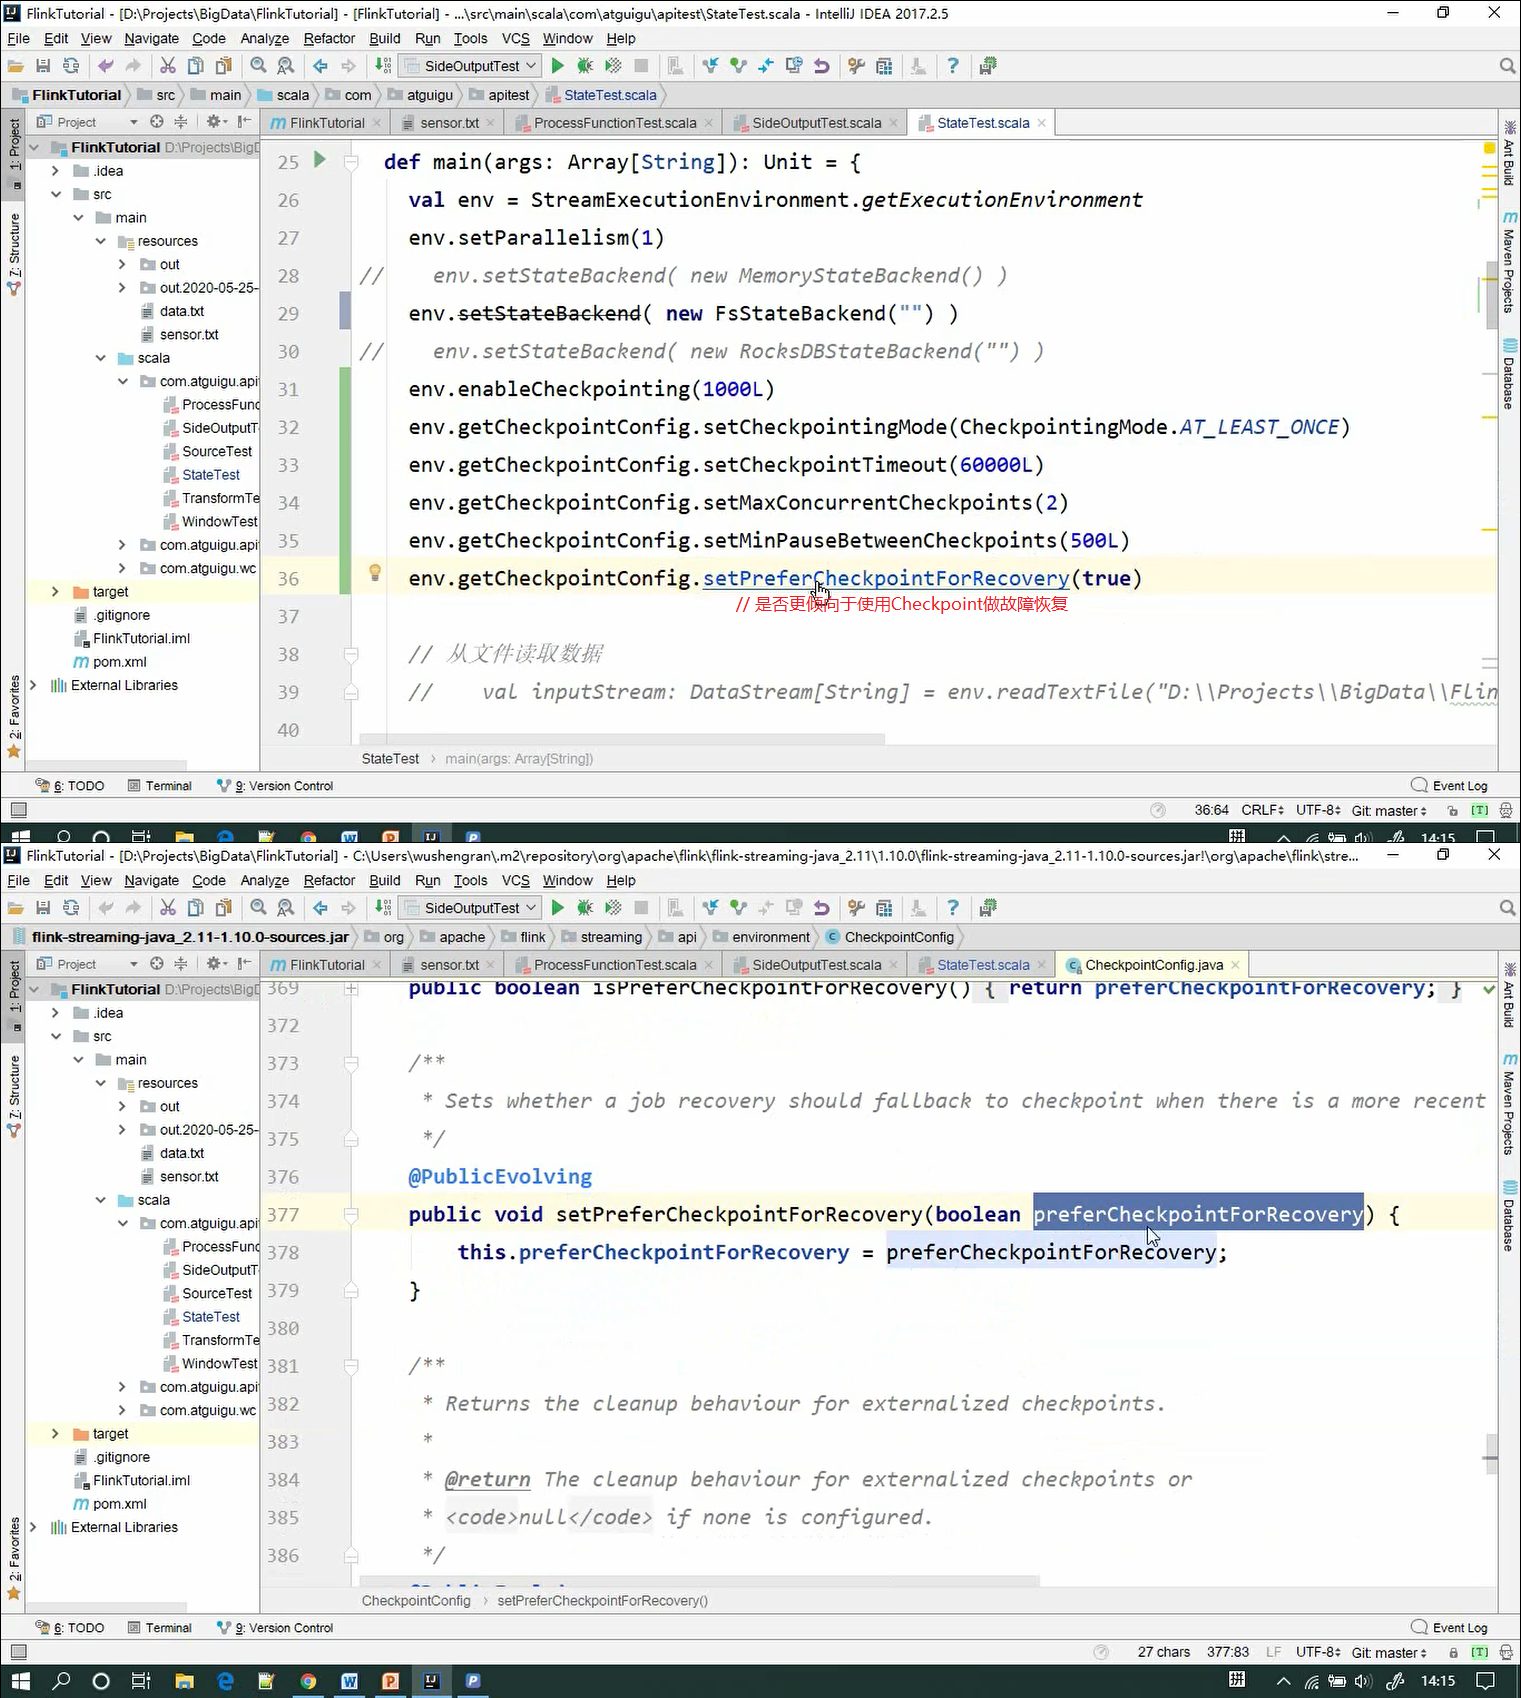 FlinkTutorial - [D:\Projects\BigData\FlinkTutorial] - [FlinkTutorial] - ...\src\main\scala\com\atguigu\apitest\StateTest.scala - IntelliJ IDEA 2017.2.5
File Edit View Navigate Code Analyze Refactor Build Run Tools VCS Window Help
SideOutputTest
FlinkTutorial src main scala com atguigu apitest StateTest.scala
Project
FlinkTutorial sensor.txt ProcessFunctionTest.scala SideOutputTest.scala StateTest.scala
1: Project
7: Structure
2: Favorites
FlinkTutorial D:\Projects\BigD
.idea
src
main
resources
out
out.2020-05-25-
data.txt
sensor.txt
scala
com.atguigu.api
ProcessFunc
SideOutputT
SourceTest
StateTest
TransformTe
WindowTest
com.atguigu.api
com.atguigu.wc
target
.gitignore
FlinkTutorial.iml
pom.xml
External Libraries
25 def main(args: Array[String]): Unit = {
26 val env = StreamExecutionEnvironment.getExecutionEnvironment
27 env.setParallelism(1)
28 // env.setStateBackend( new MemoryStateBackend() )
29 env.setStateBackend( new FsStateBackend("") )
30 // env.setStateBackend( new RocksDBStateBackend("") )
31 env.enableCheckpointing(1000L)
32 env.getCheckpointConfig.setCheckpointingMode(CheckpointingMode.AT_LEAST_ONCE)
33 env.getCheckpointConfig.setCheckpointTimeout(60000L)
34 env.getCheckpointConfig.setMaxConcurrentCheckpoints(2)
35 env.getCheckpointConfig.setMinPauseBetweenCheckpoints(500L)
36 env.getCheckpointConfig.setPreferCheckpointForRecovery(true)
// 是否更倾向于使用Checkpoint做故障恢复
37
38 // 从文件读取数据
39 // val inputStream: DataStream[String] = env.readTextFile("D:\\Projects\\BigData\\Flin
40
StateTest main(args: Array[String])
Ant Build
Maven Projects
Database
6: TODO Terminal 9: Version Control Event Log
36:64 CRLF UTF-8 Git: master [T]
14:15
FlinkTutorial - [D:\Projects\BigData\FlinkTutorial] - C:\Users\wushengran\.m2\repository\org\apache\flink\flink-streaming-java_2.11\1.10.0\flink-streaming-java_2.11-1.10.0-sources.jar!\org\apache\flink\stre...
File Edit View Navigate Code Analyze Refactor Build Run Tools VCS Window Help
SideOutputTest
flink-streaming-java_2.11-1.10.0-sources.jar org apache flink streaming api environment CheckpointConfig
Project
FlinkTutorial sensor.txt ProcessFunctionTest.scala SideOutputTest.scala StateTest.scala CheckpointConfig.java
1: Project
7: Structure
2: Favorites
FlinkTutorial D:\Projects\BigD
.idea
src
main
resources
out
out.2020-05-25-
data.txt
sensor.txt
scala
com.atguigu.api
ProcessFunc
SideOutputT
SourceTest
StateTest
TransformTe
WindowTest
com.atguigu.api
com.atguigu.wc
target
.gitignore
FlinkTutorial.iml
pom.xml
External Libraries
369 public boolean isPreferCheckpointForRecovery() { return preferCheckpointForRecovery; }
372
373 /**
374 * Sets whether a job recovery should fallback to checkpoint when there is a more recent
375 */
376 @PublicEvolving
377 public void setPreferCheckpointForRecovery(boolean preferCheckpointForRecovery) {
378 this.preferCheckpointForRecovery = preferCheckpointForRecovery;
379 }
380
381 /**
382 * Returns the cleanup behaviour for externalized checkpoints.
383 *
384 * @return The cleanup behaviour for externalized checkpoints or
385 * <code>null</code> if none is configured.
386 */
CheckpointConfig setPreferCheckpointForRecovery()
Ant Build
Maven Projects
Database
6: TODO Terminal 9: Version Control Event Log
27 chars 377:83 LF UTF-8 Git: master [T]
14:15